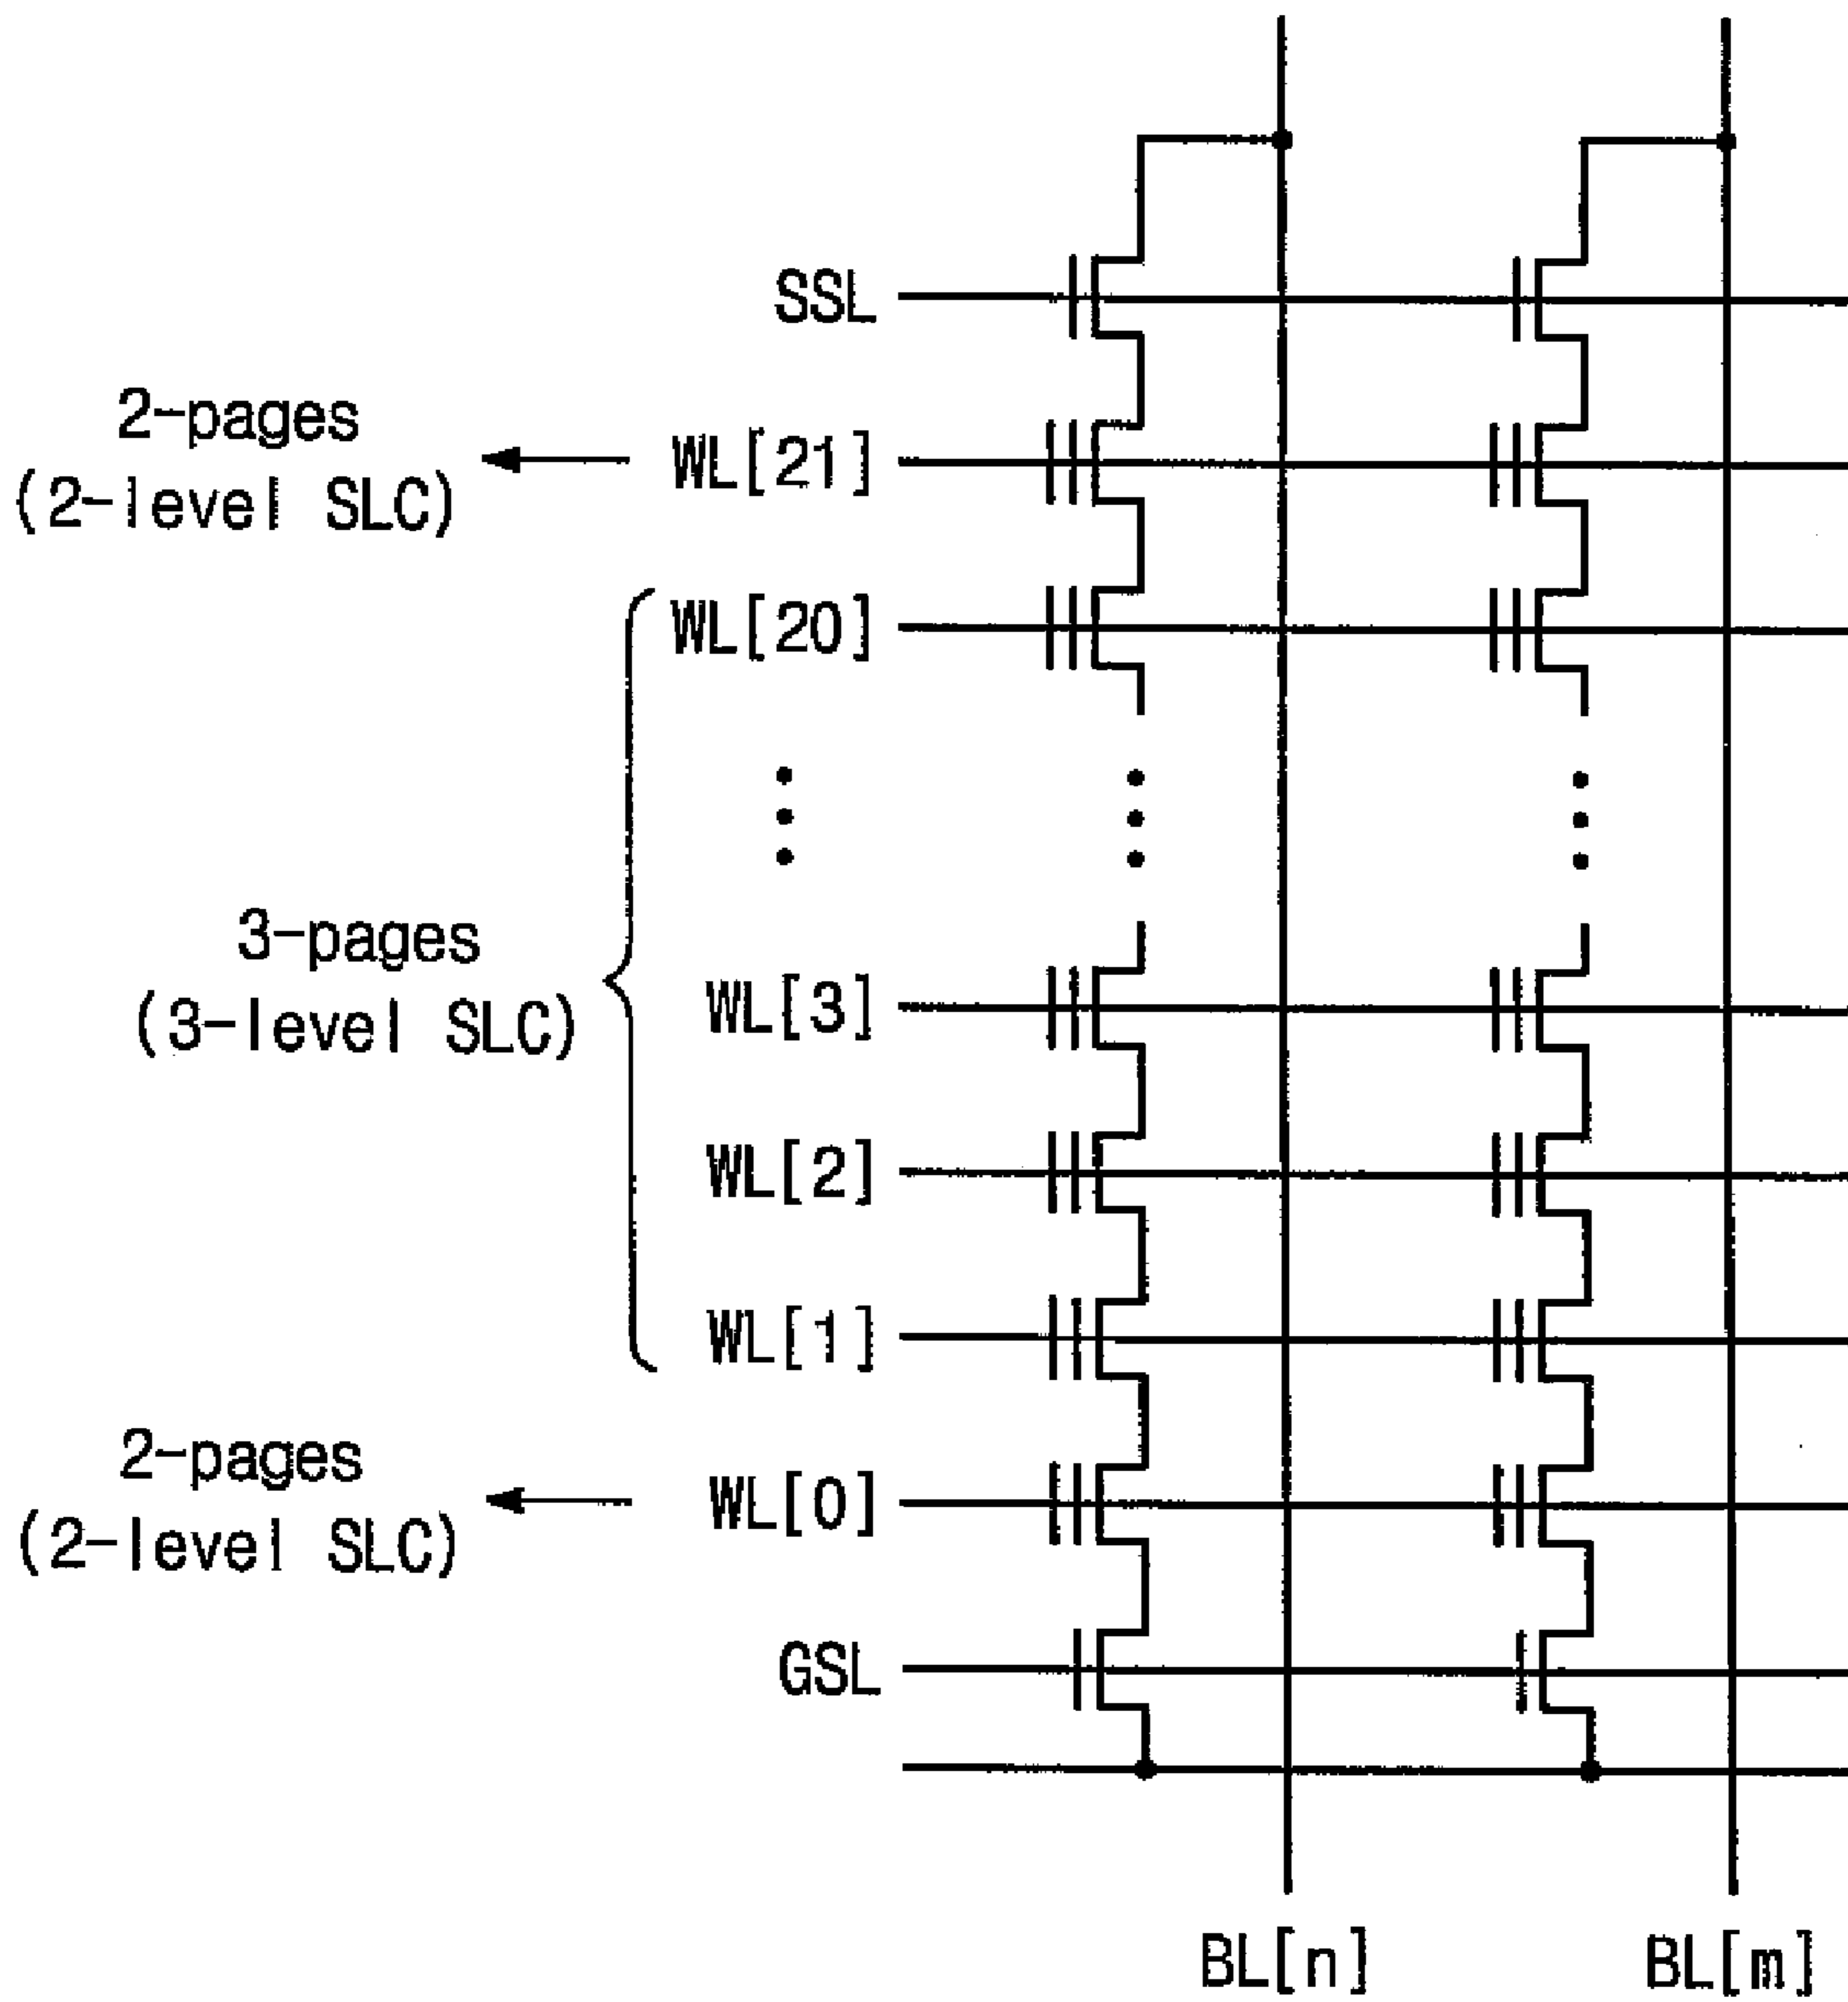 SSL
2-pages
(2-level SLC)
WL[21]
WL[20]
3-pages
(3-level SLC)
WL[3]
WL[2]
WL[1]
2-pages
(2-level SLC)
WL[0]
GSL
BL[n]
BL[m]